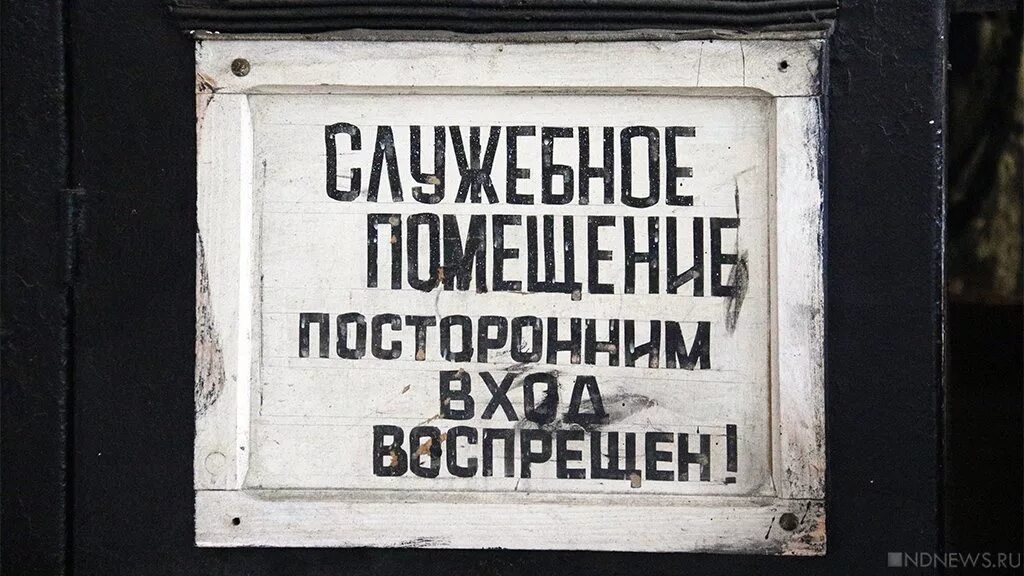 СЛУЖЕБНОЕ
ПОМЕЩЕНИЕ
ПОСТОРОННИМ
ВХОД
ВОСПРЕЩЕН!
NDNEWS.RU